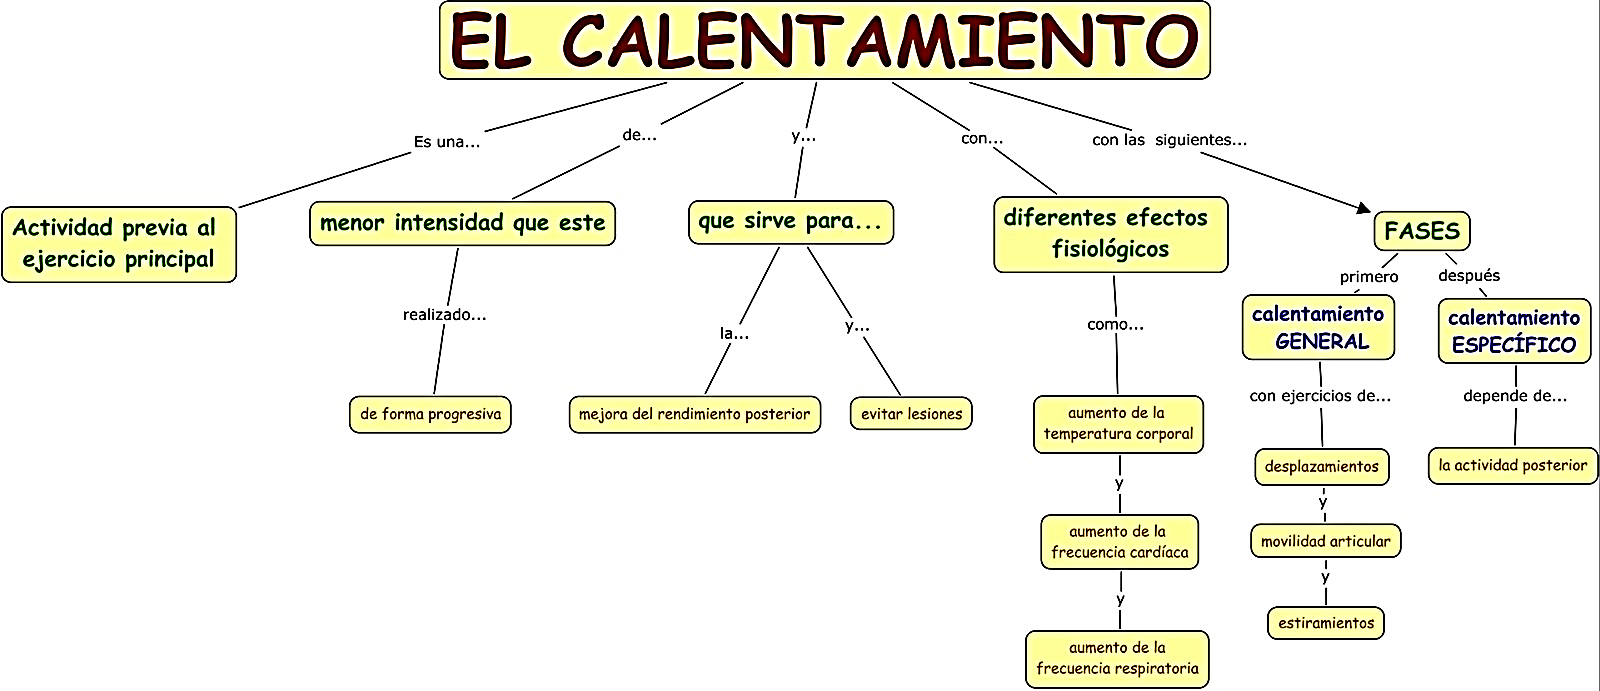 EL CALENTAMIENTO
Es una...
de...
y...
con...
con las siguientes...
Actividad previa al
ejercicio principal
menor intensidad que este
que sirve para...
diferentes efectos
fisiológicos
FASES
primero
después
realizado...
la...
y...
como...
calentamiento
GENERAL
calentamiento
ESPECÍFICO
con ejercicios de...
depende de...
de forma progresiva
mejora del rendimiento posterior
evitar lesiones
aumento de la
temperatura corporal
y
aumento de la
frecuencia cardíaca
y
aumento de la
frecuencia respiratoria
desplazamientos
y
movilidad articular
y
estiramientos
la actividad posterior